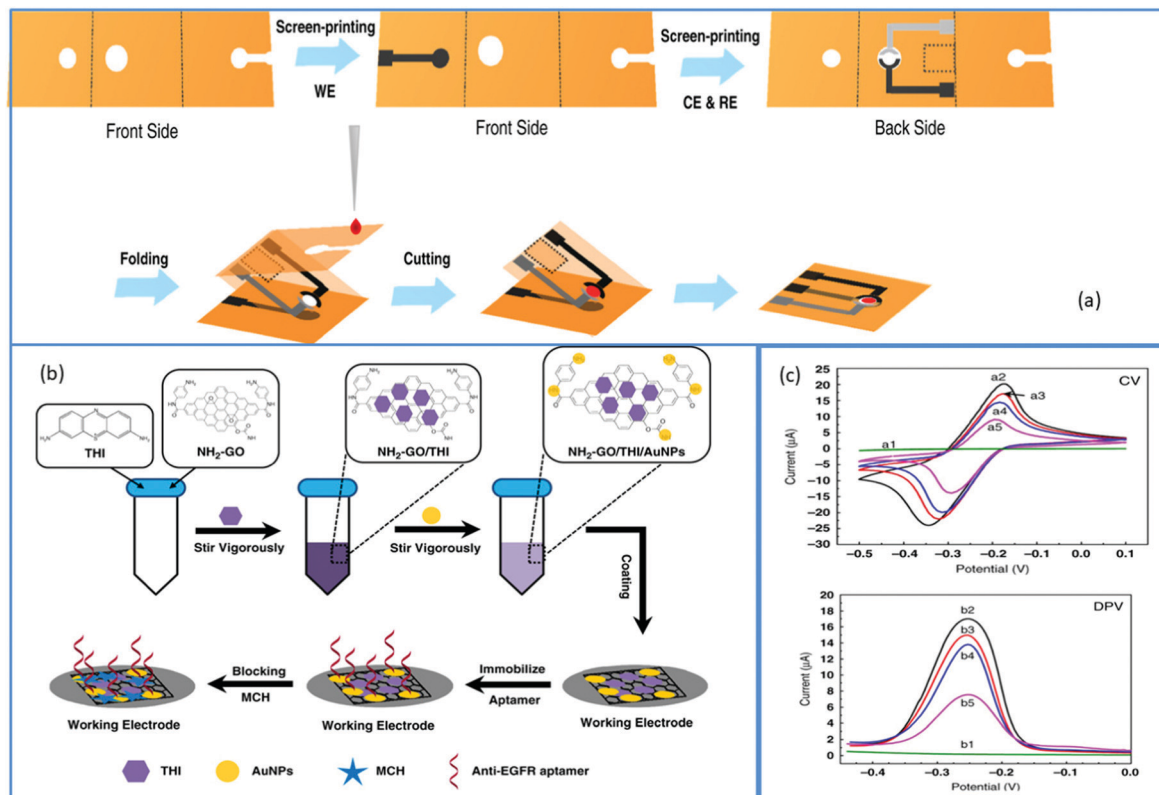 Screen-printing
WE
Screen-printing
CE & RE
Front Side
Front Side
Back Side
Folding
Cutting
(a)
(b)
THI
NH₂-GO
NH₂-GO/THI
NH₂-GO/THI/AuNPs
Stir Vigorously
Stir Vigorously
Coating
Blocking
MCH
Immobilize
Aptamer
Working Electrode
Working Electrode
Working Electrode
THI
AuNPs
MCH
Anti-EGFR aptamer
(c)
CV
25
20
15
10
5
0
−5
−10
−15
−20
−25
−30
Current (μA)
a2
a3
a4
a5
a1
−0.5
−0.4
−0.3
−0.2
−0.1
0.0
0.1
Potential (V)
DPV
20
18
16
14
12
10
8
6
4
2
0
Current (μA)
b2
b3
b4
b5
b1
−0.4
−0.3
−0.2
−0.1
0.0
Potential (V)